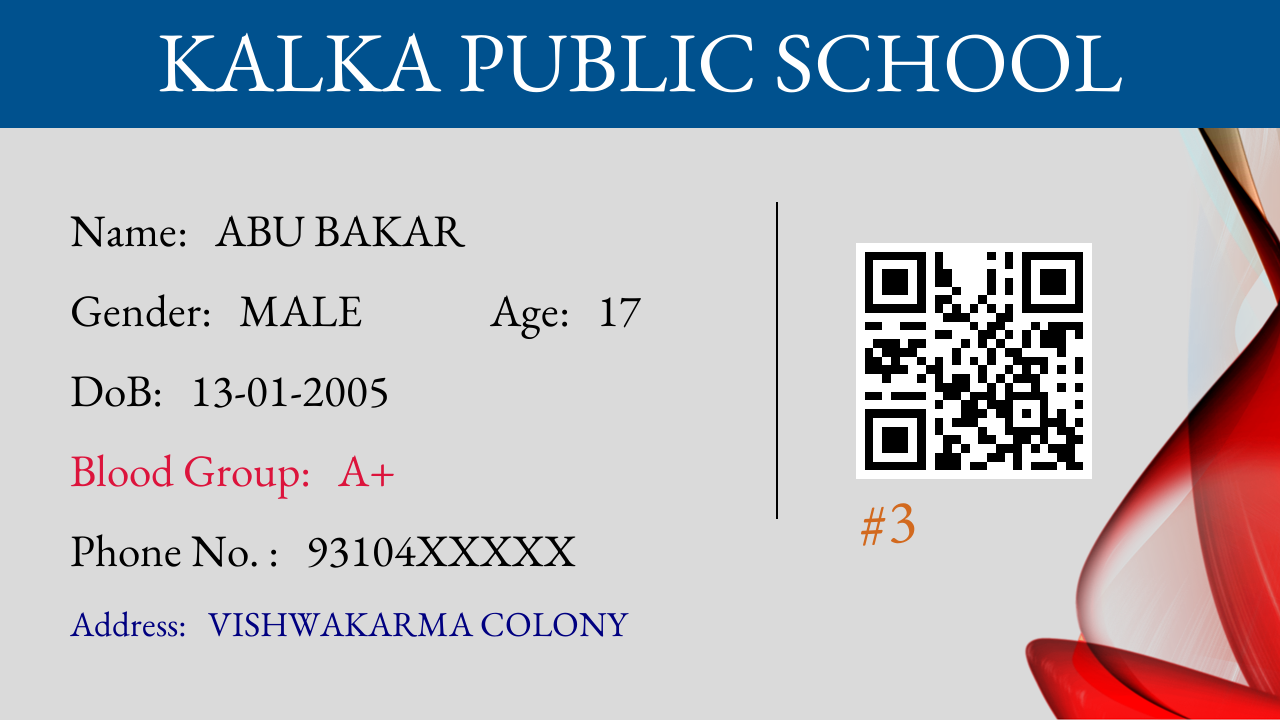 KALKA PUBLIC SCHOOL
Name: ABU BAKAR
Gender: MALE Age: 17
DoB: 13-01-2005
Blood Group: A+
Phone No. : 93104XXXXX
Address: VISHWAKARMA COLONY
#3